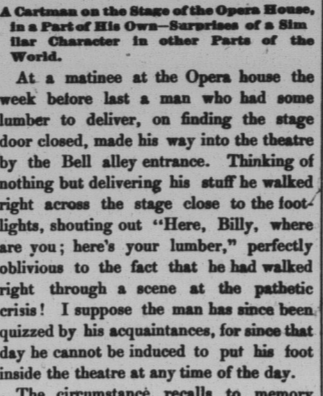 A Cartman on the Stage of the Opera House,
in a Part of His Own—Surprises of a Sim
ilar Character in other Parts of the
World.
At a matinee at the Opera house the
week before last a man who had some
lumber to deliver, on finding the stage
door closed, made his way into the theatre
by the Bell alley entrance. Thinking of
nothing but delivering his stuff he walked
right across the stage close to the foot-
lights, shouting out "Here, Billy, where
are you; here's your lumber," perfectly
oblivious to the fact that he had walked
right through a scene at the pathetic
crisis! I suppose the man has since been
quizzed by his acquaintances, for since that
day he cannot be induced to put his foot
inside the theatre at any time of the day.
The circumstance recalls to memory